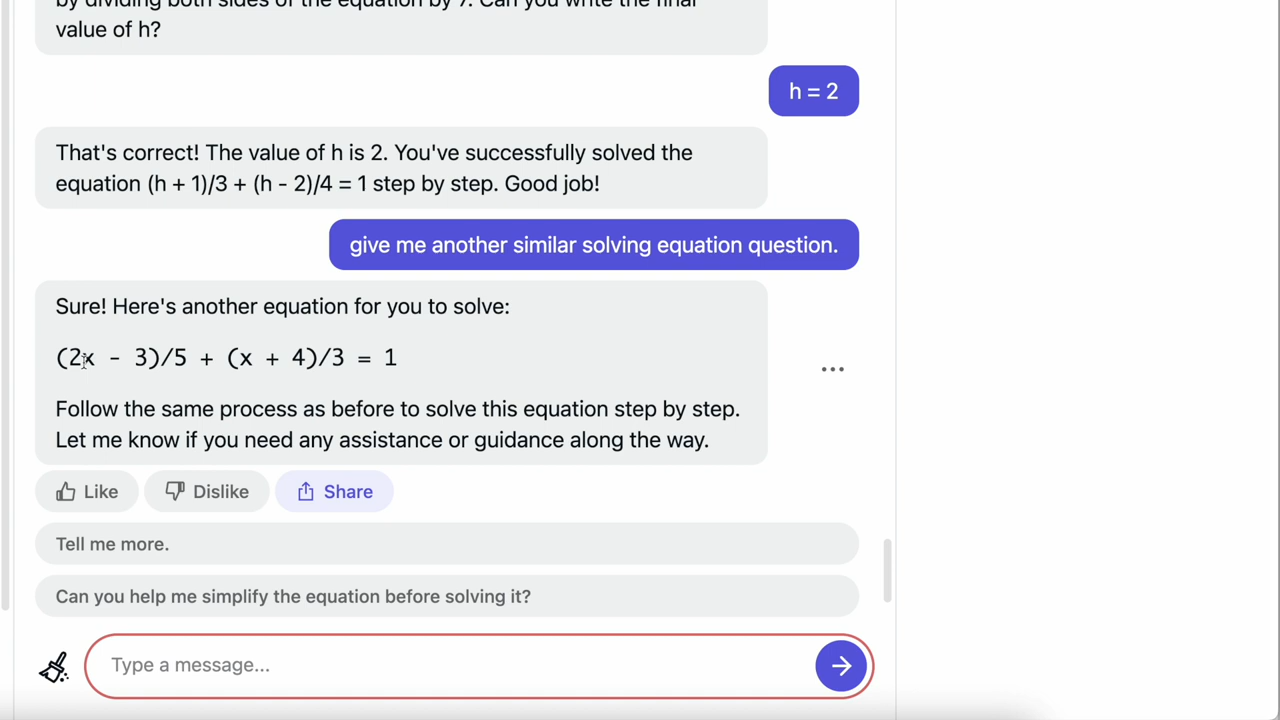 by dividing both sides of the equation by 7. Can you write the final
value of h?
h = 2
That's correct! The value of h is 2. You've successfully solved the
equation (h + 1)/3 + (h - 2)/4 = 1 step by step. Good job!
give me another similar solving equation question.
Sure! Here's another equation for you to solve:
(2x - 3)/5 + (x + 4)/3 = 1
Follow the same process as before to solve this equation step by step.
Let me know if you need any assistance or guidance along the way.
Like Dislike Share
Tell me more.
Can you help me simplify the equation before solving it?
Type a message...